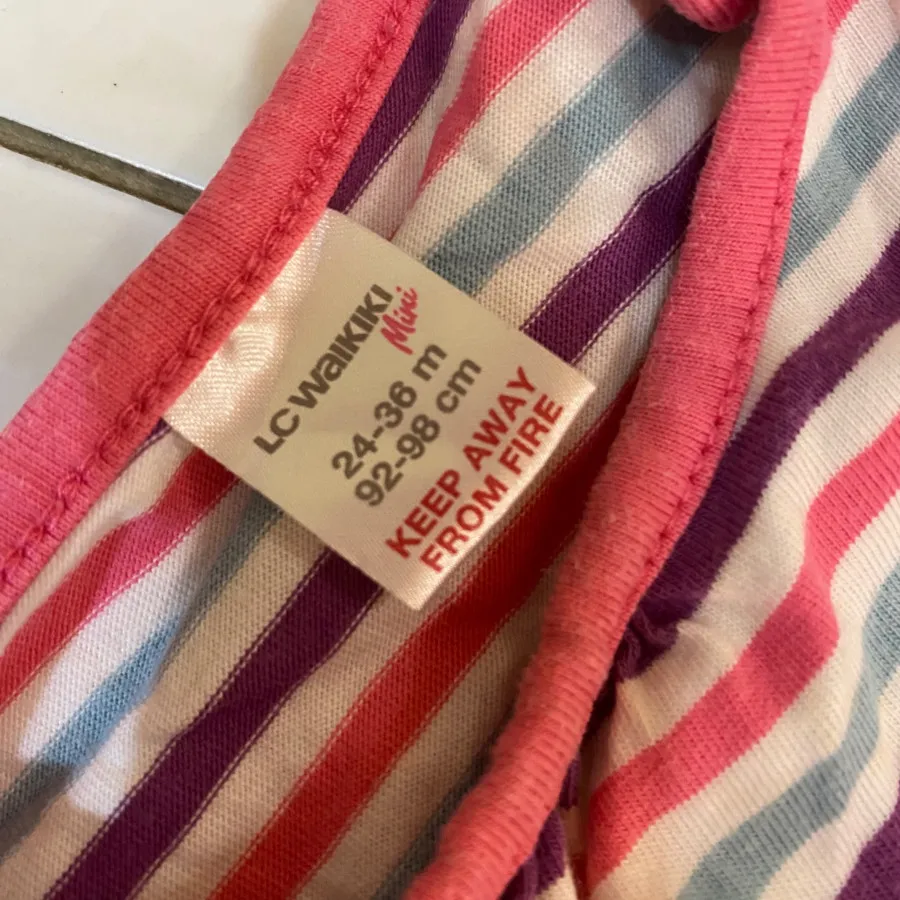 LC WAIKIKI
Mini
24-36 m
92-98 cm
KEEP AWAY
FROM FIRE